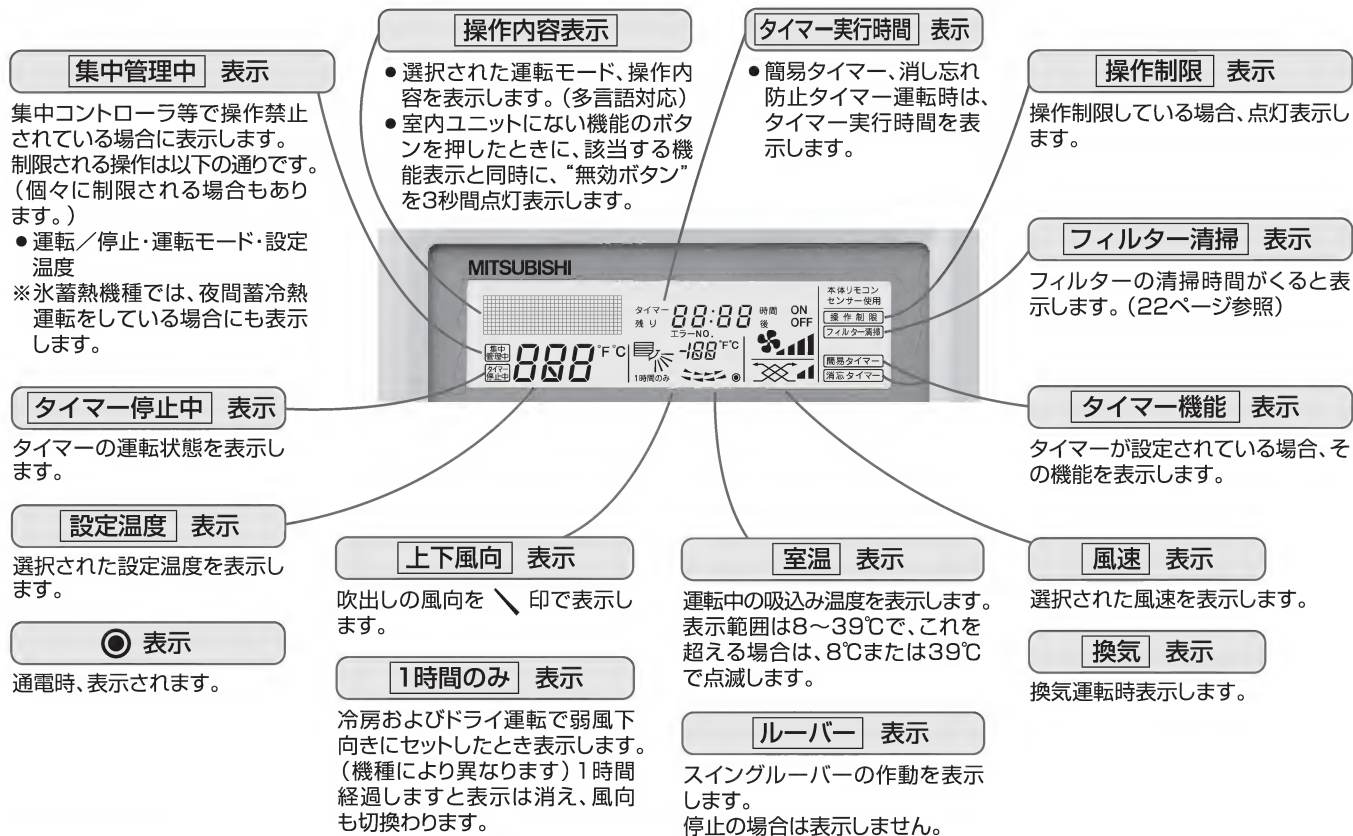 操作内容表示
● 選択された運転モード、操作内
容を表示します。(多言語対応)
● 室内ユニットにない機能のボタ
ンを押したときに、該当する機
能表示と同時に、“無効ボタン”
を3秒間点灯表示します。
タイマー実行時間 表示
● 簡易タイマー、消し忘れ
防止タイマー運転時は、
タイマー実行時間を表
示します。
集中管理中 表示
集中コントローラ等で操作禁止
されている場合に表示します。
制限される操作は以下の通りです。
(個々に制限される場合もあり
ます。)
● 運転/停止・運転モード・設定
温度
※氷蓄熱機種では、夜間蓄冷熱
運転をしている場合にも表示
します。
操作制限 表示
操作制限している場合、点灯表示し
ます。
フィルター清掃 表示
フィルターの清掃時間がくると表
示します。(22ページ参照)
MITSUBISHI
タイマー
残り
88:88
時間
後
ON
OFF
エラーNO.
本体リモコン
センサー使用
操作制限
フィルター清掃
簡易タイマー
消忘タイマー
集中
管理中
タイマー
停止中
188
°F°C
1時間のみ
-188
°F°C
タイマー停止中 表示
タイマーの運転状態を表示し
ます。
タイマー機能 表示
タイマーが設定されている場合、そ
の機能を表示します。
設定温度 表示
選択された設定温度を表示し
ます。
◉ 表示
通電時、表示されます。
上下風向 表示
吹出しの風向を \ 印で表示し
ます。
1時間のみ 表示
冷房およびドライ運転で弱風下
向きにセットしたとき表示します。
(機種により異なります)1時間
経過しますと表示は消え、風向
も切換わります。
室温 表示
運転中の吸込み温度を表示します。
表示範囲は8〜39℃で、これを
超える場合は、8℃または39℃
で点滅します。
ルーバー 表示
スイングルーバーの作動を表示
します。
停止の場合は表示しません。
風速 表示
選択された風速を表示します。
換気 表示
換気運転時表示します。